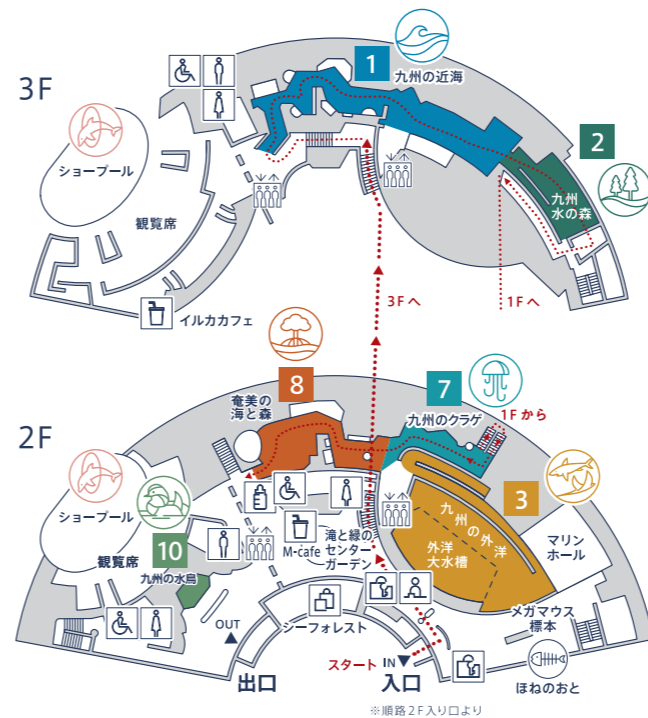 3F
1
九州の近海
2
九州
水の森
ショープール
観覧席
イルカカフェ
3Fへ
1Fへ
2F
8
奄美の
海と森
7
九州のクラゲ
1Fから
3
九州の外洋
外洋
大水槽
マリン
ホール
ショープール
観覧席
10
九州の水鳥
M-cafe
滝と緑の
センター
ガーデン
メガマウス
標本
シーフォレスト
OUT
スタート
IN
出口
入口
ほねのおと
※順路2F入り口より